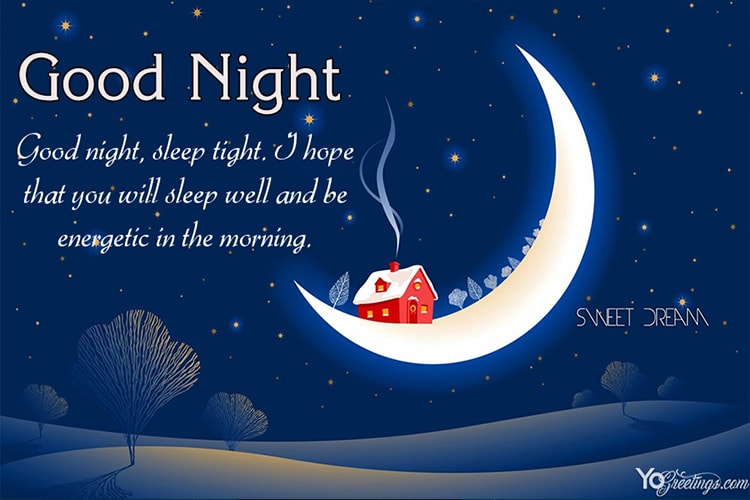 Good Night
Good night, sleep tight. I hope
that you will sleep well and be
energetic in the morning.
SWEET DREAM
YoGreetings.com